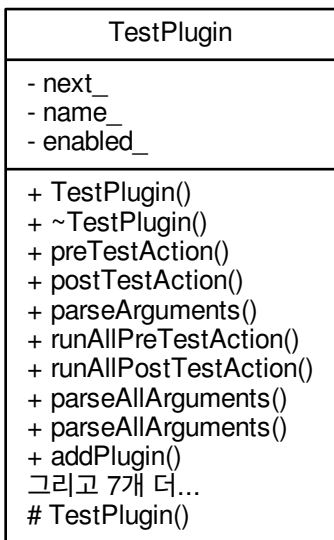 TestPlugin
- next_
- name_
- enabled_
+ TestPlugin()
+ ~TestPlugin()
+ preTestAction()
+ postTestAction()
+ parseArguments()
+ runAllPreTestAction()
+ runAllPostTestAction()
+ parseAllArguments()
+ parseAllArguments()
+ addPlugin()
그리고 7개 더...
# TestPlugin()